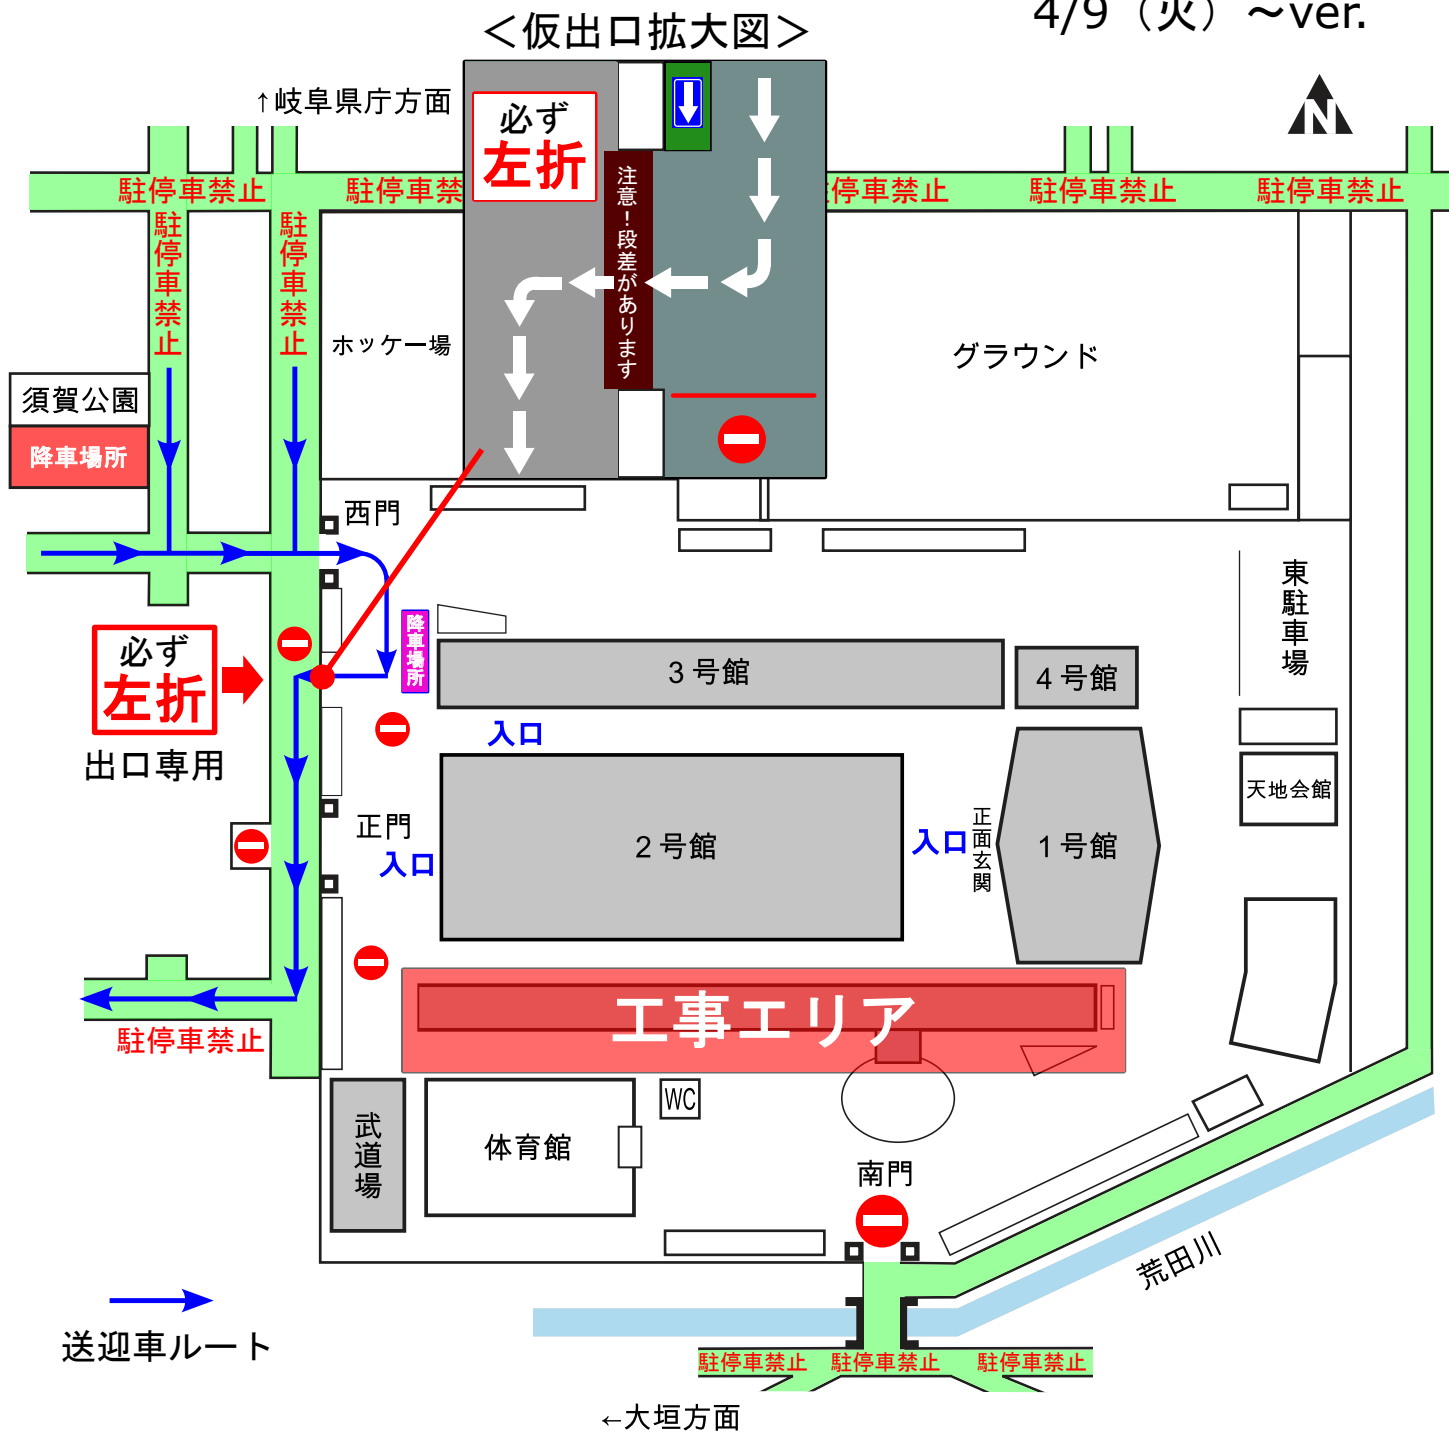 4/9（火）～ver.
＜仮出口拡大図＞
↑岐阜県庁方面
必ず
左折
注意！段差があります
N
駐停車禁止
駐停車禁
停車禁止
駐停車禁止
駐停車禁止
駐停車禁止
駐停車禁止
ホッケー場
グラウンド
須賀公園
降車場所
西門
東駐車場
降車場所
必ず
左折
出口専用
3号館
4号館
入口
正門
入口
2号館
入口
正面玄関
1号館
天地会館
工事エリア
駐停車禁止
武道場
体育館
WC
南門
荒田川
送迎車ルート
駐停車禁止
駐停車禁止
駐停車禁止
←大垣方面